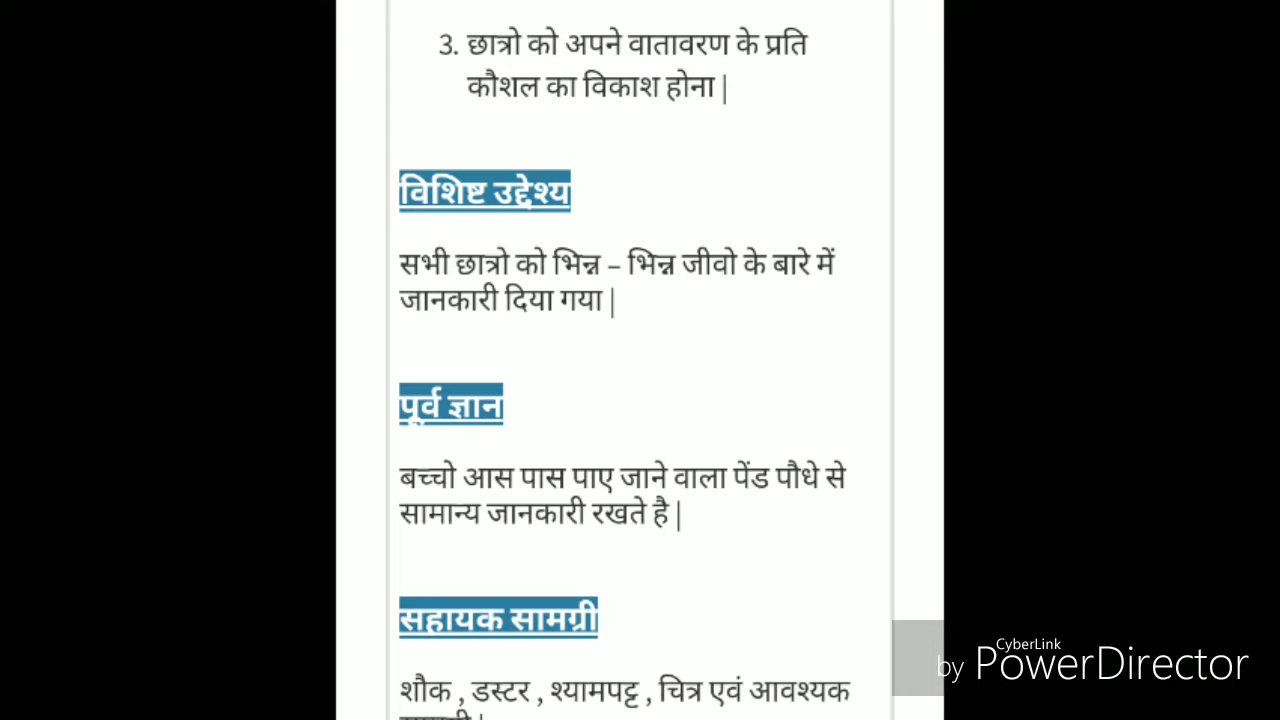 3. छात्रो को अपने वातावरण के प्रति
कौशल का विकाश होना |
विशिष्ट उद्देश्य
सभी छात्रो को भिन्न – भिन्न जीवो के बारे में
जानकारी दिया गया |
पूर्व ज्ञान
बच्चो आस पास पाए जाने वाला पेंड पौधे से
सामान्य जानकारी रखते है |
सहायक सामग्री
शौक , डस्टर , श्यामपट्ट , चित्र एवं आवश्यक
CyberLink
by PowerDirector